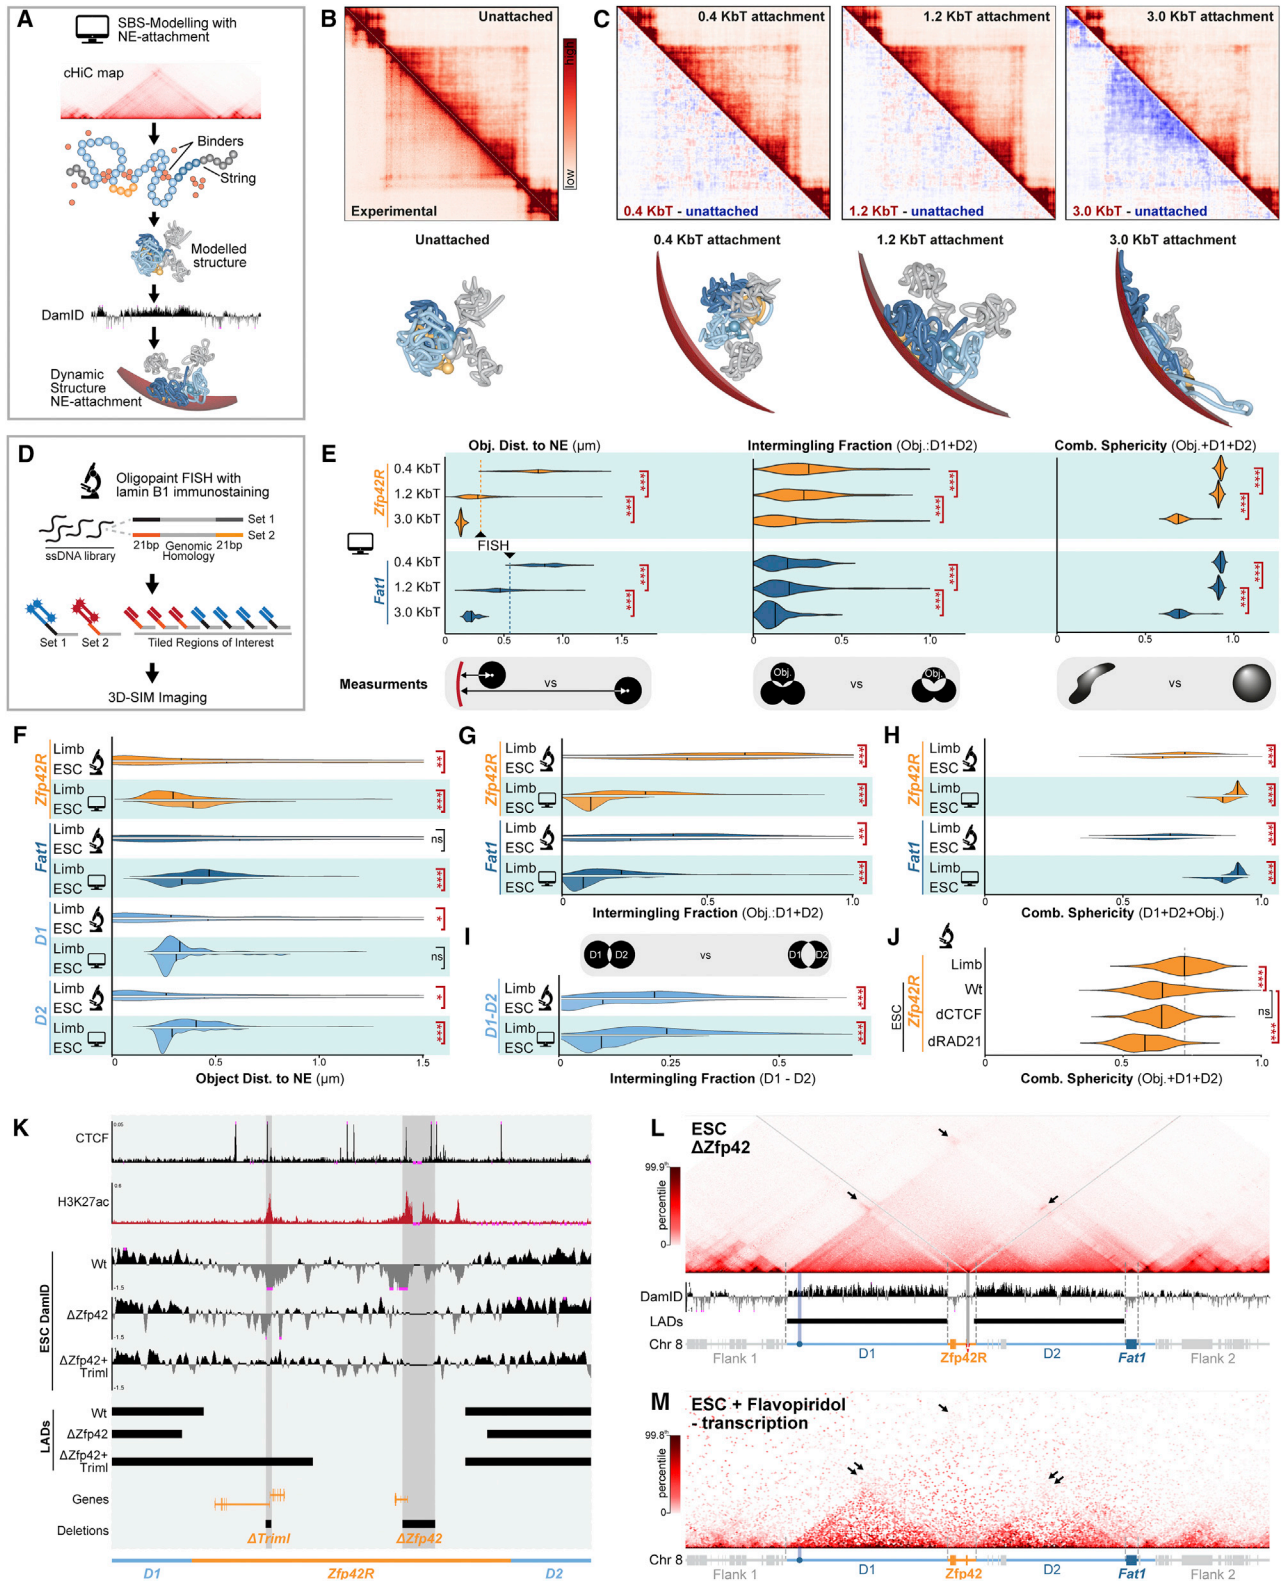 A
SBS-Modelling with
NE-attachment
cHiC map
Binders
String
Modelled
structure
DamID
Dynamic
Structure
NE-attachment
B
Unattached
Experimental
high
low
Unattached
C
0.4 KbT attachment
1.2 KbT attachment
3.0 KbT attachment
0.4 KbT - unattached
1.2 KbT - unattached
3.0 KbT - unattached
0.4 KbT attachment
1.2 KbT attachment
3.0 KbT attachment
D
Oligopaint FISH with
lamin B1 immunostaining
Set 1
Set 2
ssDNA library
21bp
Genomic
Homology
21bp
Set 1
Set 2
Tiled Regions of Interest
3D-SIM Imaging
E
Obj. Dist. to NE (µm)
Intermingling Fraction (Obj.:D1+D2)
Comb. Sphericity (Obj.+D1+D2)
Zfp42R
0.4 KbT
1.2 KbT
3.0 KbT
FISH
Fat1
0.4 KbT
1.2 KbT
3.0 KbT
**** **** **** **** **** ****
**** **** **** **** **** ****
0 0.5 1.0 1.5
0 0.5 1.0
0 0.5 1.0
Measurments
vs
Obj. vs Obj.
vs
F
Zfp42R
Limb
ESC
***
Limb
ESC
****
Fat1
Limb
ESC
ns
Limb
ESC
****
D1
Limb
ESC
*
Limb
ESC
ns
D2
Limb
ESC
*
Limb
ESC
****
0 0.5 1.0 1.5
Object Dist. to NE (µm)
G
Zfp42R
Limb
ESC
***
Limb
ESC
****
Fat1
Limb
ESC
**
Limb
ESC
****
0 0.5 1.0
Intermingling Fraction (Obj.:D1+D2)
H
Zfp42R
Limb
ESC
***
Limb
ESC
****
Fat1
Limb
ESC
***
Limb
ESC
****
0 0.5 1.0
Comb. Sphericity (D1+D2+Obj.)
I
D1 D2 vs D1 D2
D1-D2
Limb
ESC
***
Limb
ESC
****
0 0.25 0.5
Intermingling Fraction (D1 - D2)
J
ESC
Zfp42R
Limb
Wt
dCTCF
dRAD21
***
ns
***
0 0.5 1.0
Comb. Sphericity (Obj.+D1+D2)
K
CTCF
0.05
H3K27ac
0.6
ESC DamID
Wt
-1.5
ΔZfp42
-1.5
ΔZfp42+
Triml
-1.5
LADs
Wt
ΔZfp42
ΔZfp42+
Triml
Genes
Deletions
ΔTriml
ΔZfp42
D1
Zfp42R
D2
L
ESC
ΔZfp42
99.9th
percentile
0
DamID
LADs
Chr 8
Flank 1
D1
Zfp42R
D2
Fat1
Flank 2
M
ESC + Flavopiridol
- transcription
99.8th
percentile
0
Chr 8
Flank 1
D1
Zfp42
D2
Fat1
Flank 2